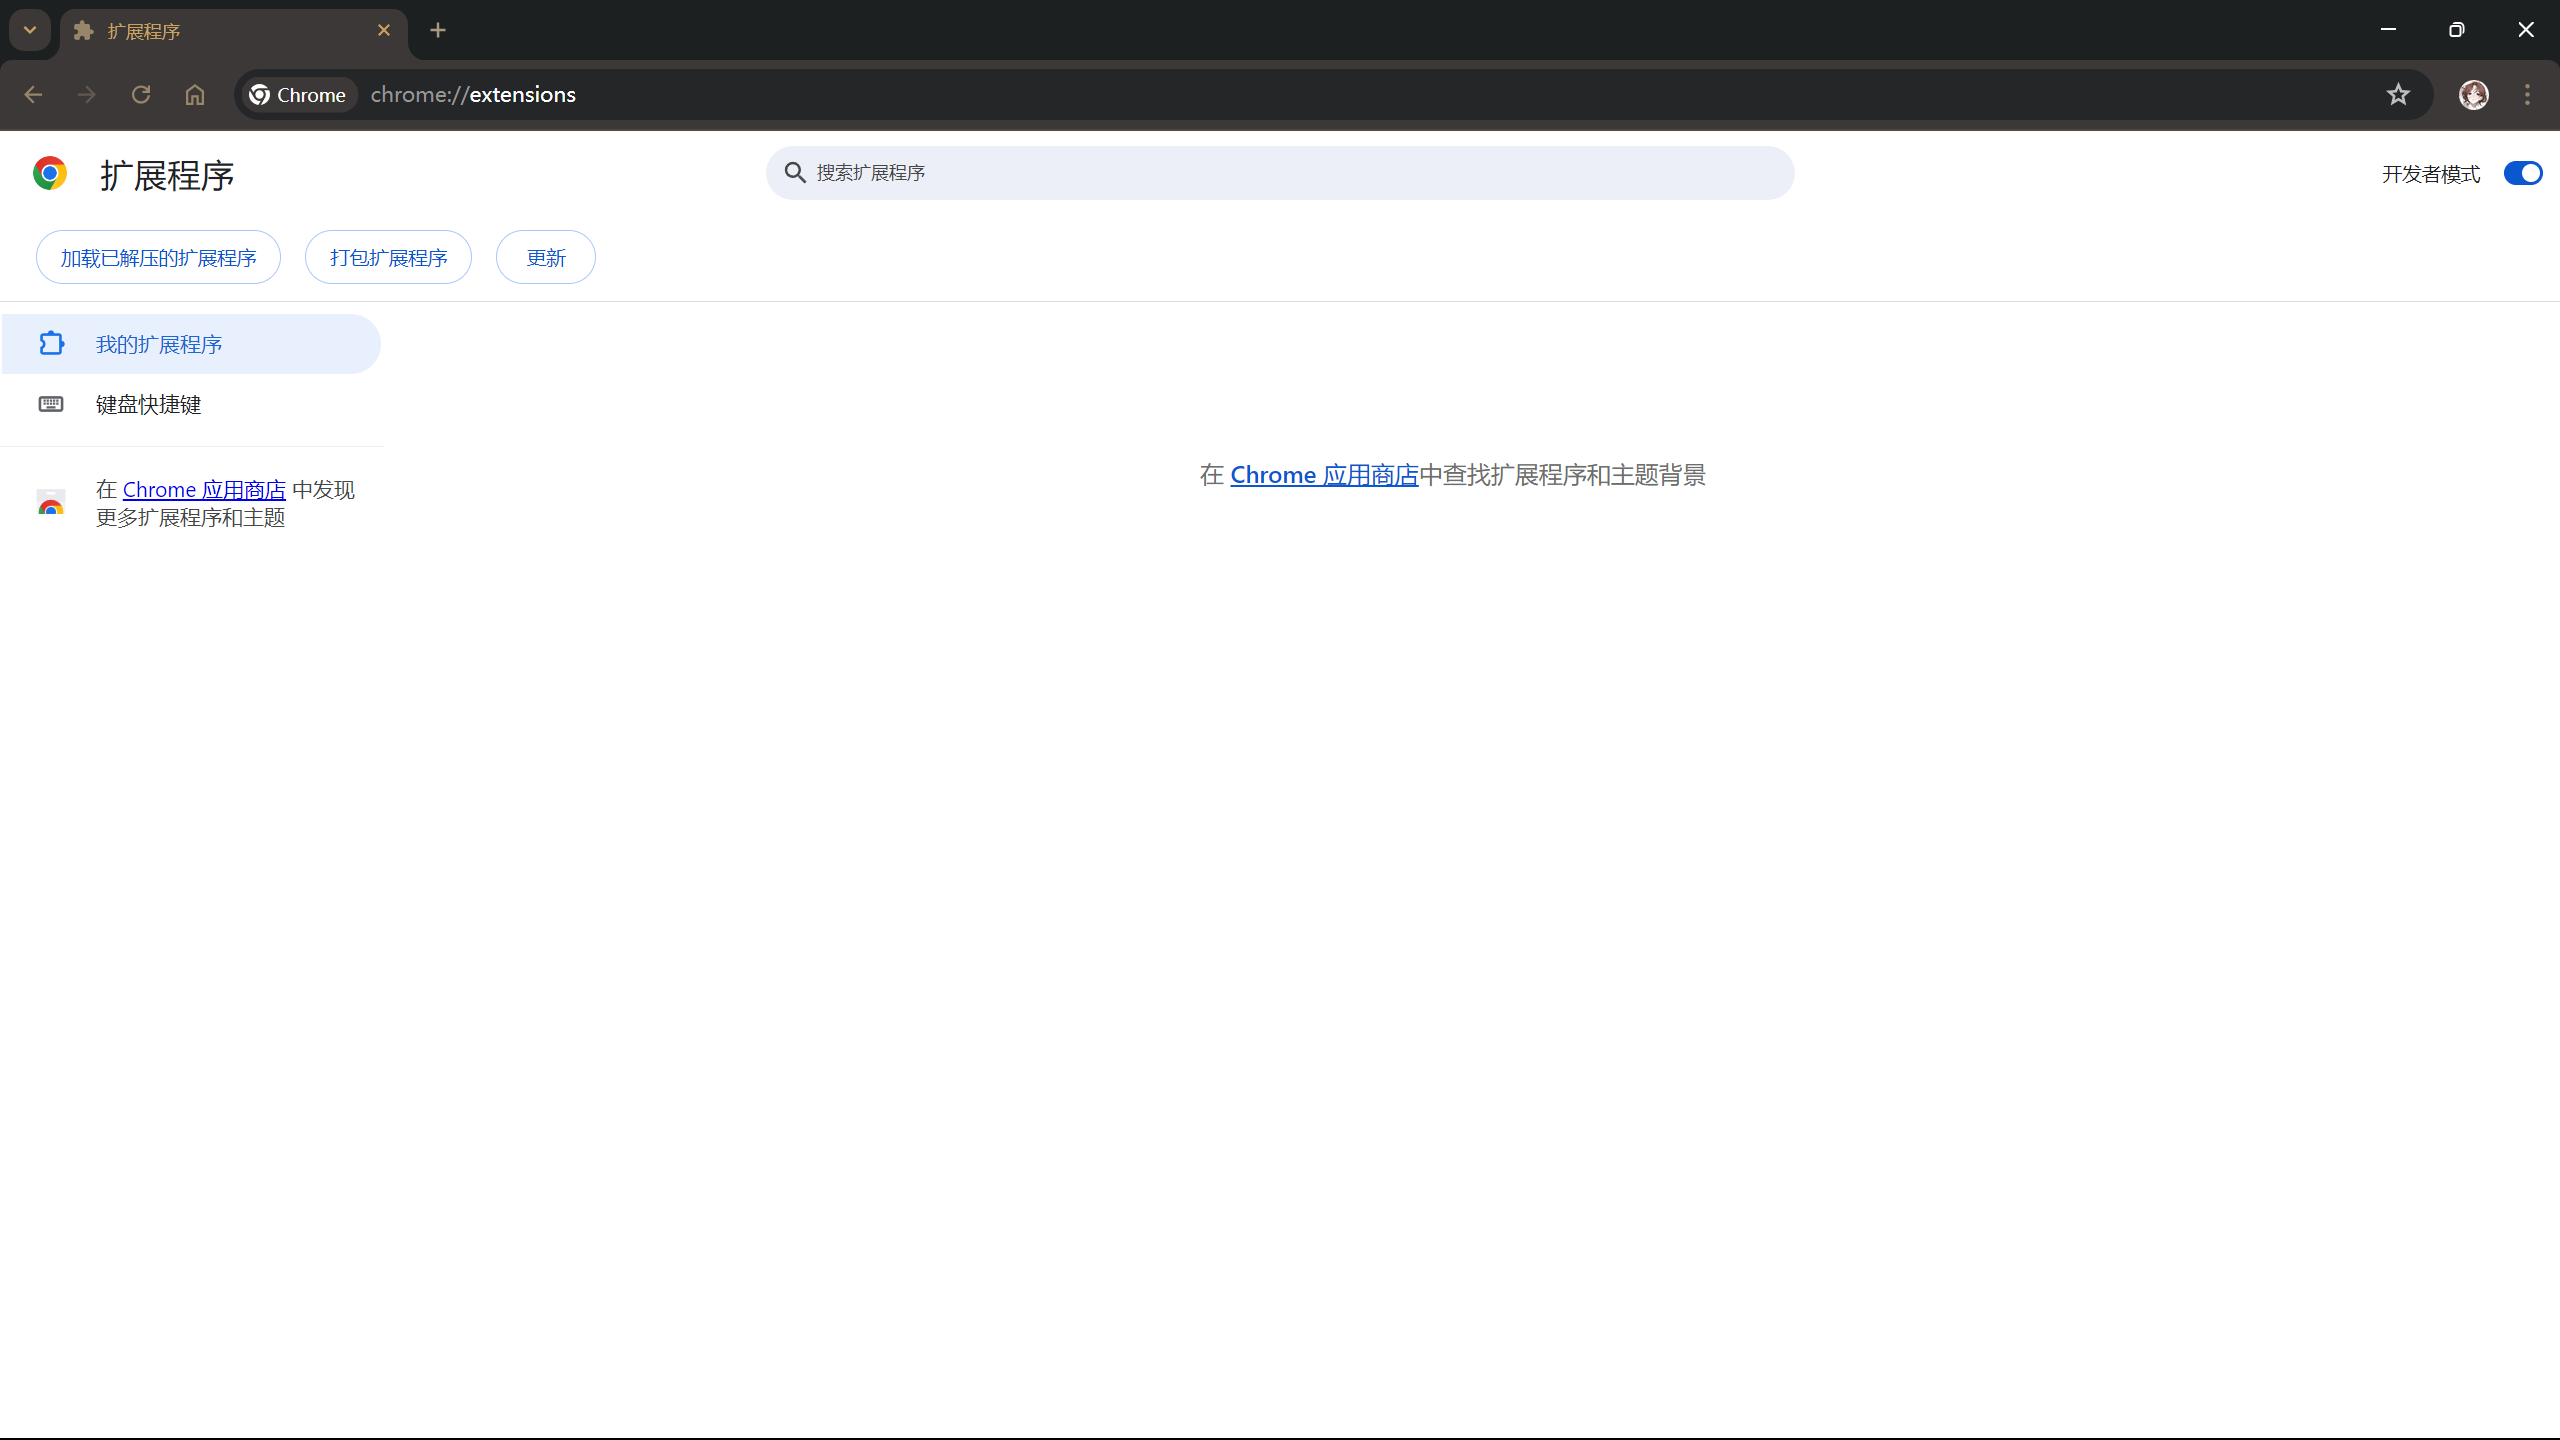 扩展程序
Chrome chrome://extensions
扩展程序
搜索扩展程序
开发者模式
加载已解压的扩展程序
打包扩展程序
更新
我的扩展程序
键盘快捷键
在 Chrome 应用商店 中发现
更多扩展程序和主题
在 Chrome 应用商店中查找扩展程序和主题背景